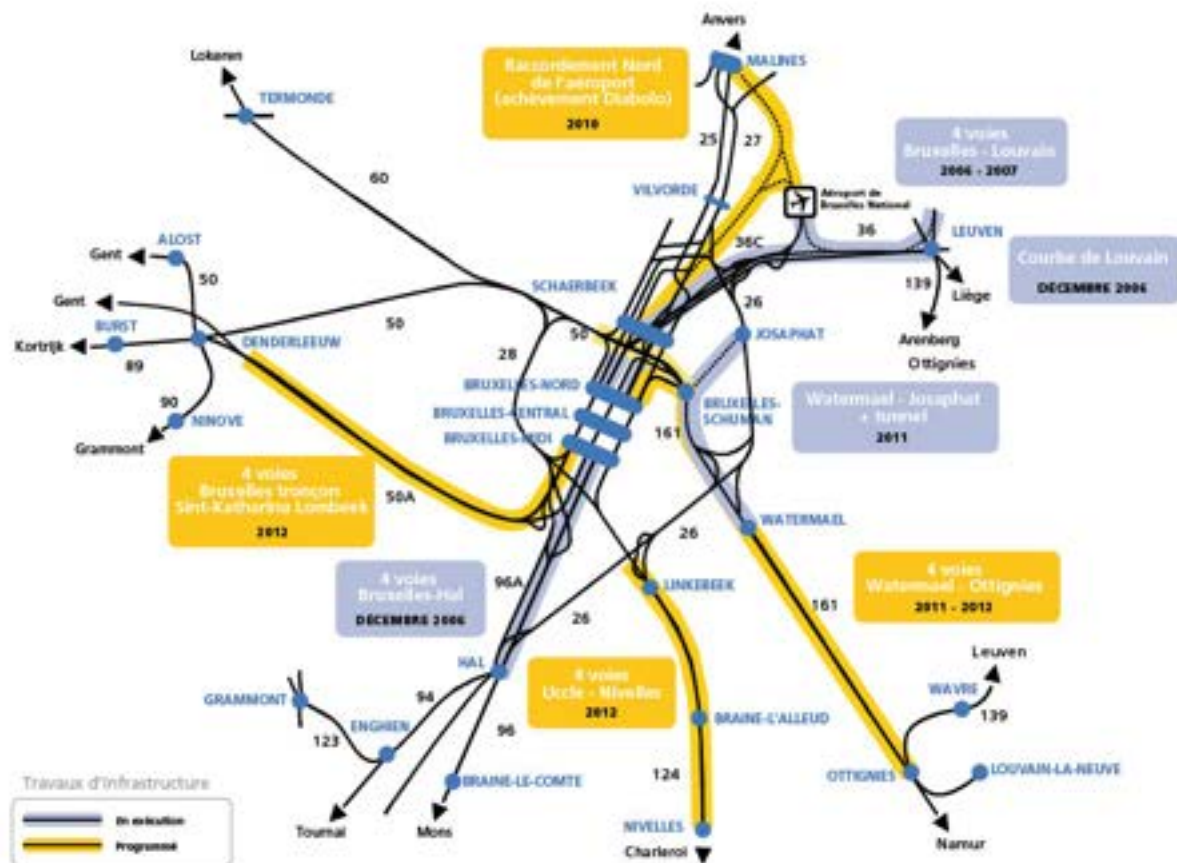 Anvers
MALINES
Lokeren
TERMONDE
Raccordement Nord
de l'aéroport
(achèvement Diabolo)
2010
25
27
4 voies
Bruxelles - Louvain
2006 - 2007
60
VILVORDE
Aéroport de
Bruxelles National
36C
36
LEUVEN
Courbe de Louvain
DÉCEMBRE 2006
139
Liège
Arenberg
Ottignies
Gent
ALOST
50
Gent
SCHAERBEEK
26
BURST
Kortrijk
89
DENDERLEEUW
50
28
50
JOSAPHAT
90
NINOVE
Grammont
BRUXELLES-NORD
BRUXELLES-CENTRAL
BRUXELLES-MIDI
161
BRUXELLES-
SCHUMAN
Watermael - Josaphat
+ tunnel
2011
4 voies
Bruxelles tronçon
Sint-Katharina Lombeek
2012
50A
WATERMAEL
26
4 voies
Bruxelles-Hal
DÉCEMBRE 2006
96A
26
LINKEBEEK
161
4 voies
Watermael - Ottignies
2011 - 2012
HAL
4 voies
Uccle - Nivelles
2012
Leuven
WAVRE
139
GRAMMONT
94
123
ENGHIEN
96
BRAINE-L'ALLEUD
124
BRAINE-LE-COMTE
OTTIGNIES
LOUVAIN-LA-NEUVE
Tournai
Mons
NIVELLES
Charleroi
Namur
Travaux d'Infrastructure
En exécution
Programmé